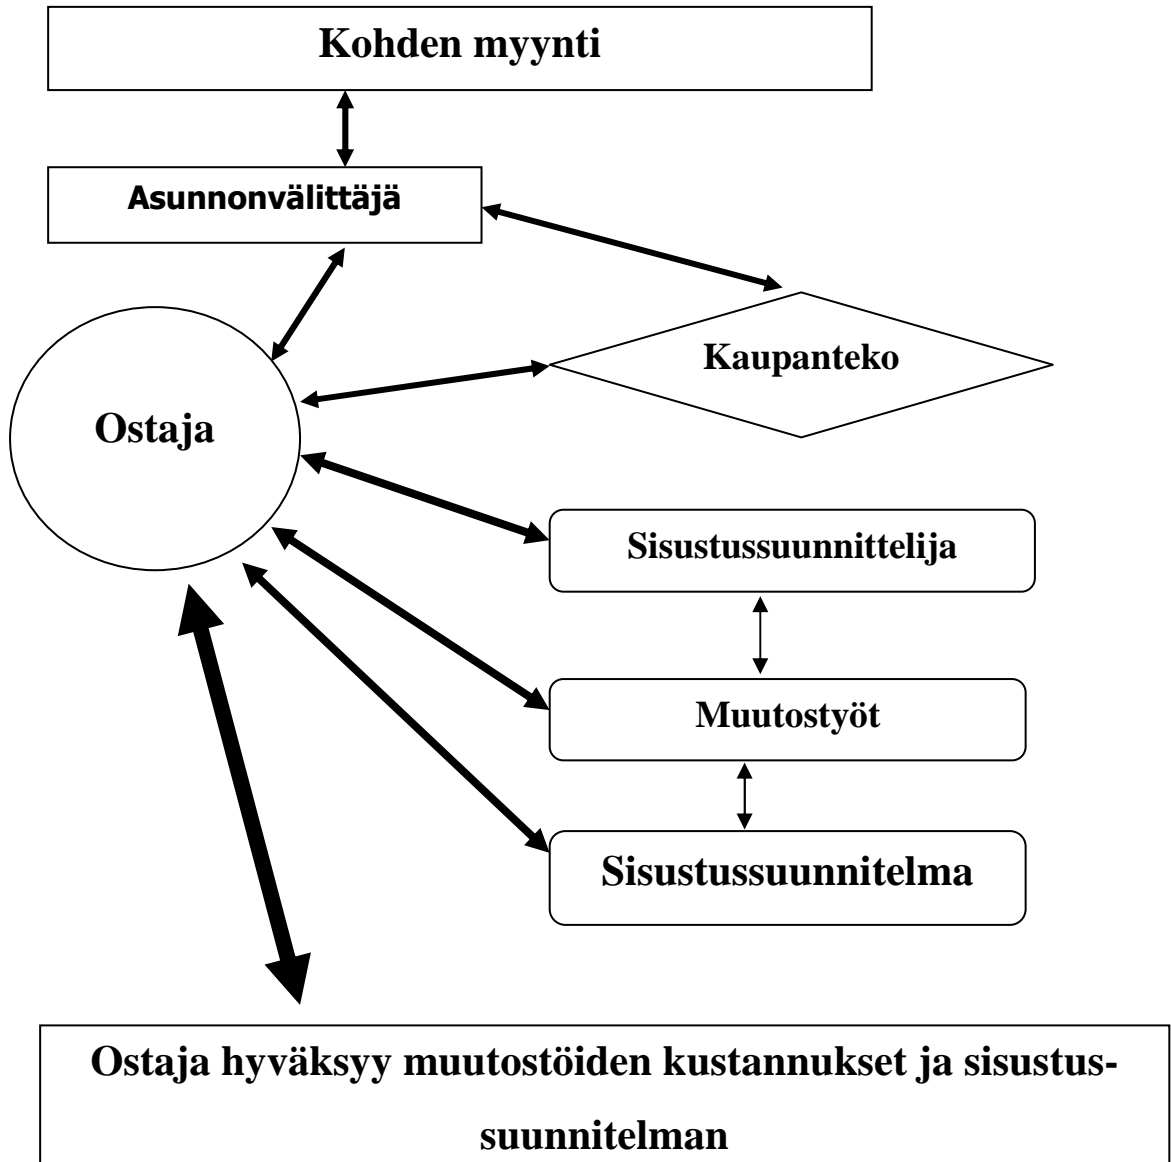 Kohden myynti
Asunnonvälittäjä
Kaupanteko
Ostaja
Sisustussuunnittelija
Muutostyöt
Sisustussuunnitelma
Ostaja hyväksyy muutostöiden kustannukset ja sisustus-
suunnitelman